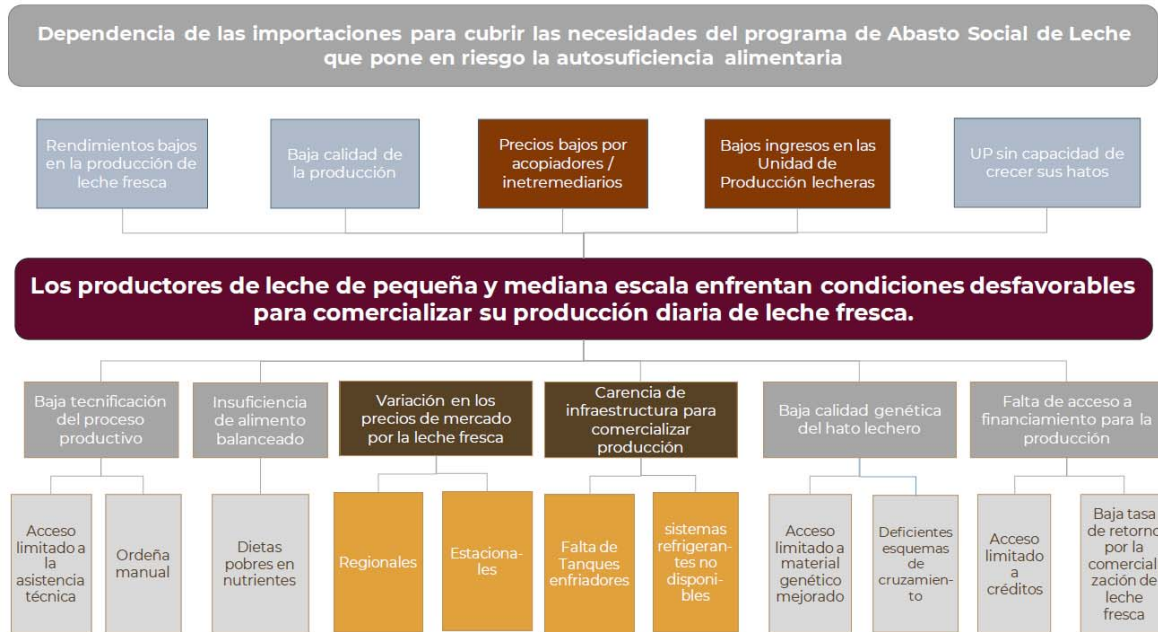 Dependencia de las importaciones para cubrir las necesidades del programa de Abasto Social de Leche
que pone en riesgo la autosuficiencia alimentaria
Rendimientos bajos
en la producción de
leche fresca
Baja calidad de
la producción
Precios bajos por
acopiadores /
inetremediarios
Bajos ingresos en las
Unidad de
Producción lecheras
UP sin capacidad de
crecer sus hatos
Los productores de leche de pequeña y mediana escala enfrentan condiciones desfavorables
para comercializar su producción diaria de leche fresca.
Baja tecnificación
del proceso
productivo
Insuficiencia
de alimento
balanceado
Variación en los
precios de mercado
por la leche fresca
Carencia de
infraestructura para
comercializar
producción
Baja calidad genética
del hato lechero
Falta de acceso a
financiamiento para la
producción
Acceso
limitado a
la
asistencia
técnica
Ordeña
manual
Dietas
pobres en
nutrientes
Regionales
Estaciona-
les
Falta de
Tanques
enfriadores
sistemas
refrigeran-
tes no
disponi-
bles
Acceso
limitado a
material
genético
mejorado
Deficientes
esquemas
de
cruzamien-
to
Acceso
limitado
a
créditos
Baja tasa
de retorno
por la
comerciali-
zación de
leche
fresca